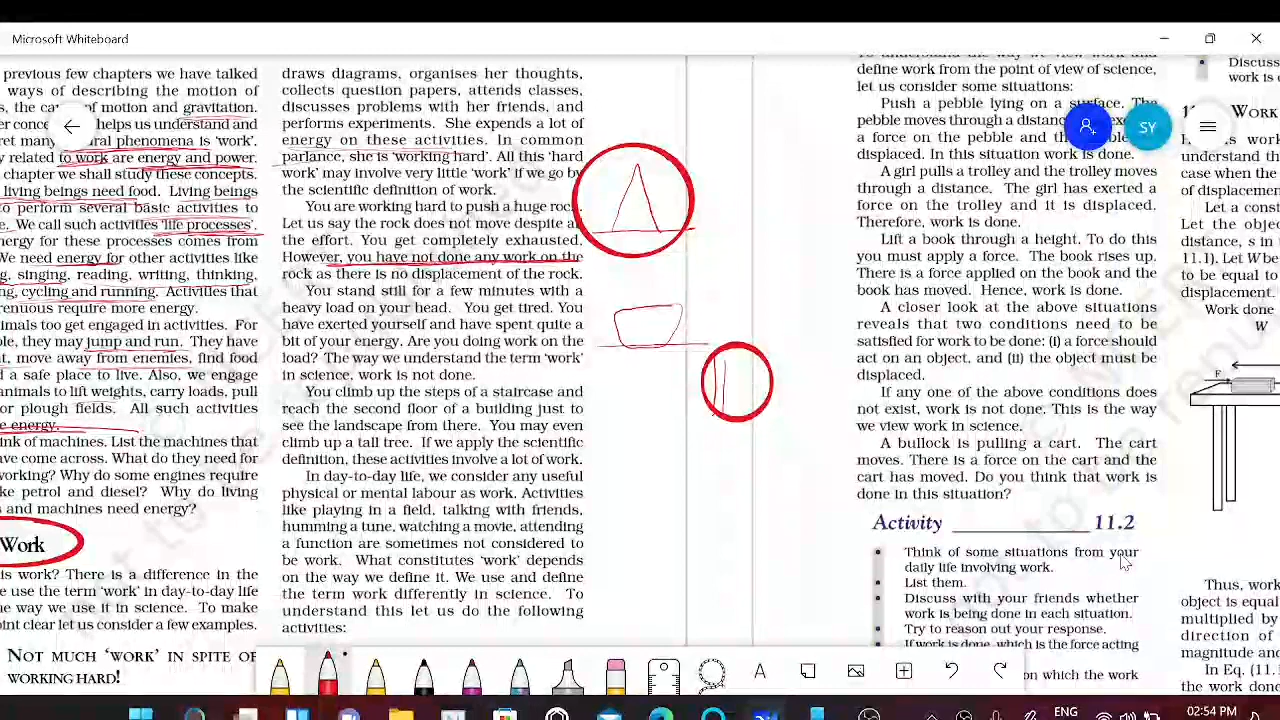 Microsoft Whiteboard
previous few chapters we have talked
ways of describing the motion of
of motion and gravitation.
helps us understand and
phenomena is 'work'.
related to work are energy and power.
chapter we shall study these concepts.
living beings need food. Living beings
to perform several basic activities to
We call such activities 'life processes'.
for these processes comes from
need energy for other activities like
singing, reading, writing, thinking,
cycling and running. Activities that
require more energy.
too get engaged in activities. For
they may jump and run. They have
move away from enemies, find food
a safe place to live. Also, we engage
animals to lift weights, carry loads, pull
or plough fields. All such activities
energy.
of machines. List the machines that
come across. What do they need for
working? Why do some engines require
petrol and diesel? Why do living
and machines need energy?
Work
is work? There is a difference in the
use the term 'work' in day-to-day life
way we use it in science. To make
clear let us consider a few examples.
NOT MUCH 'WORK' IN SPITE OF
WORKING HARD!
draws diagrams, organises her thoughts,
collects question papers, attends classes,
discusses problems with her friends, and
performs experiments. She expends a lot of
energy on these activities. In common
parlance, she is 'working hard'. All this 'hard
work' may involve very little 'work' if we go by
the scientific definition of work.
You are working hard to push a huge rock.
Let us say the rock does not move despite all
the effort. You get completely exhausted.
However, you have not done any work on the
rock as there is no displacement of the rock.
You stand still for a few minutes with a
heavy load on your head. You get tired. You
have exerted yourself and have spent quite a
bit of your energy. Are you doing work on the
load? The way we understand the term 'work'
in science, work is not done.
You climb up the steps of a staircase and
reach the second floor of a building just to
see the landscape from there. You may even
climb up a tall tree. If we apply the scientific
definition, these activities involve a lot of work.
In day-to-day life, we consider any useful
physical or mental labour as work. Activities
like playing in a field, talking with friends,
humming a tune, watching a movie, attending
a function are sometimes not considered to
be work. What constitutes 'work' depends
on the way we define it. We use and define
the term work differently in science. To
understand this let us do the following
activities:
define work from the point of view of science,
let us consider some situations:
Push a pebble lying on a surface. The
pebble moves through a distance.
a force on the pebble and the
displaced. In this situation work is done.
A girl pulls a trolley and the trolley moves
through a distance. The girl has exerted a
force on the trolley and it is displaced.
Therefore, work is done.
Lift a book through a height. To do this
you must apply a force. The book rises up.
There is a force applied on the book and the
book has moved. Hence, work is done.
A closer look at the above situations
reveals that two conditions need to be
satisfied for work to be done: (i) a force should
act on an object, and (ii) the object must be
displaced.
If any one of the above conditions does
not exist, work is not done. This is the way
we view work in science.
A bullock is pulling a cart. The cart
moves. There is a force on the cart and the
cart has moved. Do you think that work is
done in this situation?
Activity 11.2
Think of some situations from your
daily life involving work.
List them.
Discuss with your friends whether
work is being done in each situation.
Try to reason out your response.
If work is done, which is the force acting
on which the work
SY
Discuss
work is
WORK
understand
case when the
of displacement
Let a const
Let the obje
distance, s in
11.1). Let W be
to be equal to
displacement.
Work done
W
F
Thus, work
object is equal
multiplied by
direction of
magnitude and
In Eq. (11.1
the work done
A
ENG
IN
02:54 PM